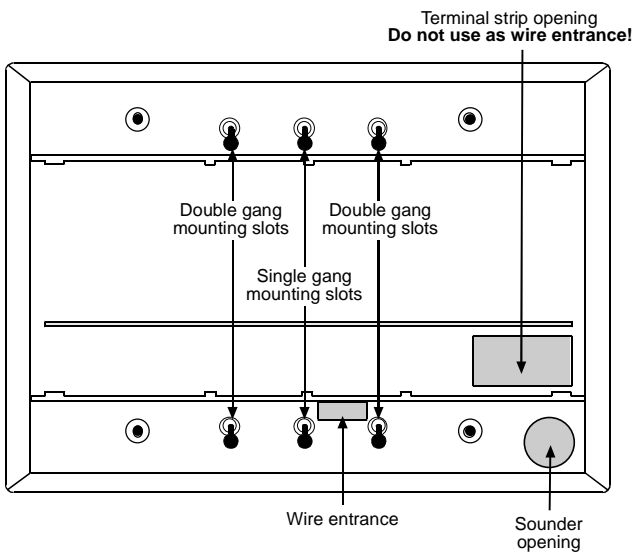 Terminal strip opening
Do not use as wire entrance!
Double gang
mounting slots
Double gang
mounting slots
Single gang
mounting slots
Wire entrance
Sounder
opening